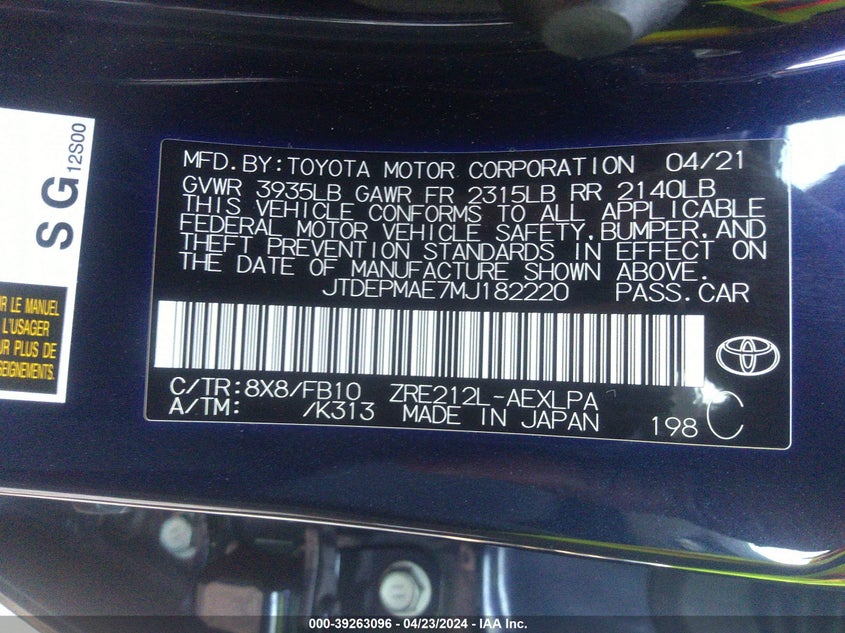 MFD.BY:TOYOTA MOTOR CORPORATION 04/21
GVWR 3935LB GAWR FR 2315LB RR 2140LB
THIS VEHICLE CONFORMS TO ALL APPLICABLE
FEDERAL MOTOR VEHICLE SAFETY,BUMPER,AND
THEFT PREVENTION STANDARDS IN EFFECT ON
THE DATE OF MANUFACTURE SHOWN ABOVE.
JTDEPMAE7MJ182220 PASS.CAR
C/TR:8X8/FB10 ZRE212L-AEXLPA
A/TM: /K313 MADE IN JAPAN 198 C
SG 12S00
LE MANUEL
L'USAGER
PLUS DE
000-39263096 - 04/23/2024 - IAA Inc.